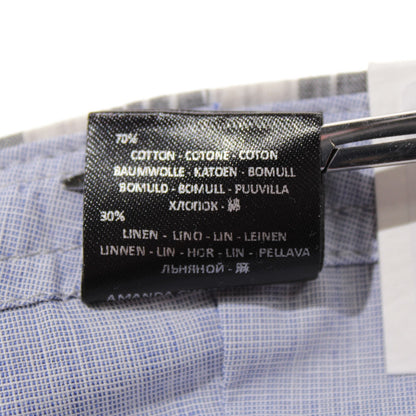 70%
COTTON - COTONE - COTON
BAUMWOLLE - KATOEN - BOMULL
BOMULD - BOMULL - PUUVILLA
ХЛОПОК - 綿
30%
LINEN - LINO - LIN - LEINEN
LINNEN - LIN - HØR - LIN - PELLAVA
ЛЬНЯНОЙ - 麻